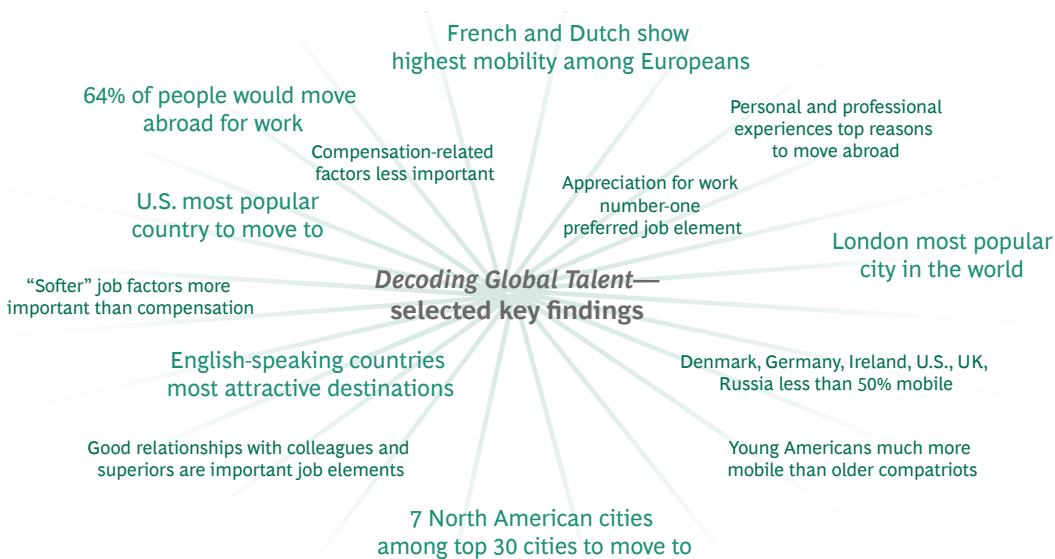 French and Dutch show
highest mobility among Europeans
64% of people would move
abroad for work
Personal and professional
experiences top reasons
to move abroad
Compensation-related
factors less important
Appreciation for work
number-one
preferred job element
U.S. most popular
country to move to
London most popular
city in the world
“Softer” job factors more
important than compensation
Decoding Global Talent—
selected key findings
English-speaking countries
most attractive destinations
Denmark, Germany, Ireland, U.S., UK,
Russia less than 50% mobile
Good relationships with colleagues and
superiors are important job elements
Young Americans much more
mobile than older compatriots
7 North American cities
among top 30 cities to move to